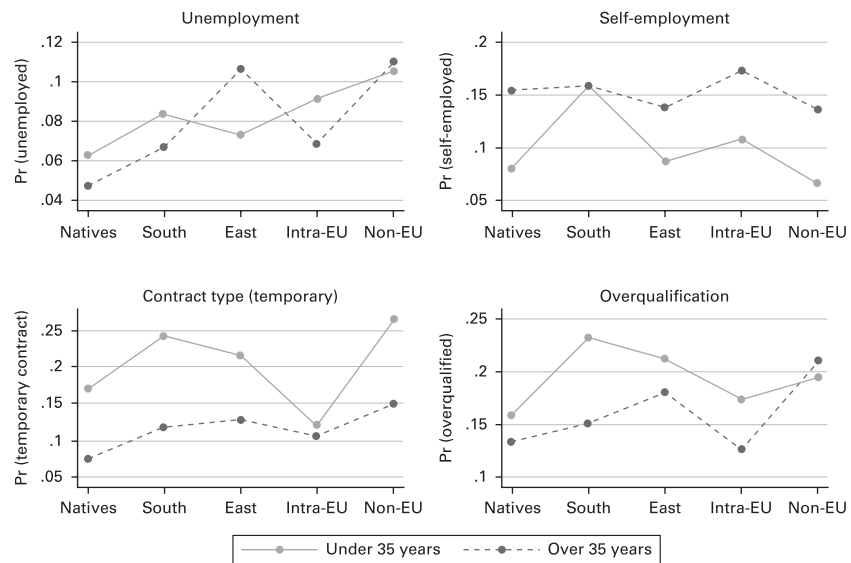 Unemployment
.12
.1
.08
.06
.04
Pr (unemployed)
Natives South East Intra-EU Non-EU
Self-employment
.2
.15
.1
.05
Pr (self-employed)
Natives South East Intra-EU Non-EU
Contract type (temporary)
.25
.2
.15
.1
.05
Pr (temporary contract)
Natives South East Intra-EU Non-EU
Overqualification
.25
.2
.15
.1
Pr (overqualified)
Natives South East Intra-EU Non-EU
Under 35 years Over 35 years